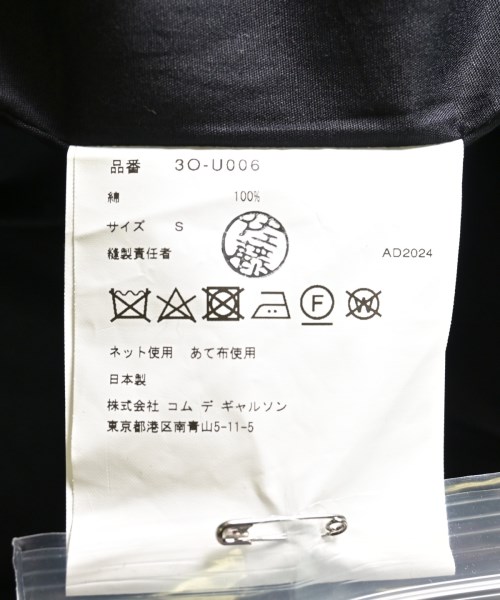 品番 3O-U006
綿 100%
サイズ S
佐藤
縫製責任者 AD2024
F W
ネット使用 あて布使用
日本製
株式会社 コム デ ギャルソン
東京都港区南青山5-11-5